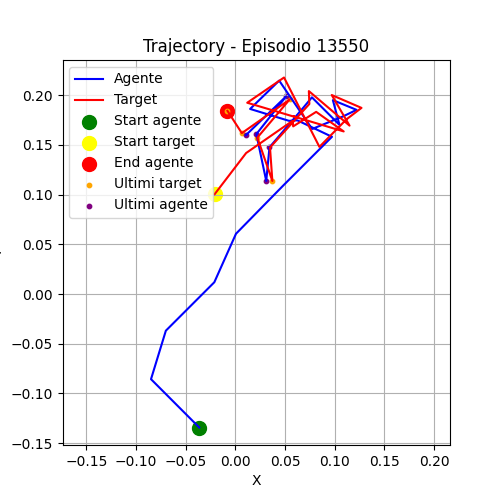 Trajectory - Episodio 13550
Agente
Target
Start agente
Start target
End agente
Ultimi target
Ultimi agente
0.20
0.15
0.10
0.05
0.00
−0.05
−0.10
−0.15
−0.15 −0.10 −0.05 0.00 0.05 0.10 0.15 0.20
X